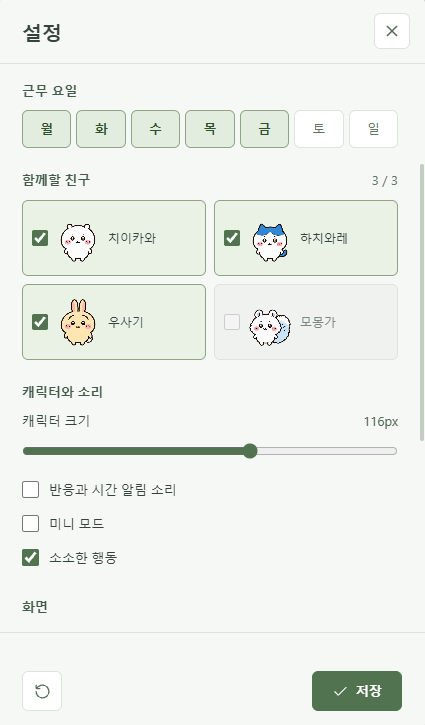 설정
근무 요일
월 화 수 목 금 토 일
함께할 친구 3 / 3
치이카와 하치와레
우사기 모몽가
캐릭터와 소리
캐릭터 크기 116px
반응과 시간 알림 소리
미니 모드
소소한 행동
화면
저장